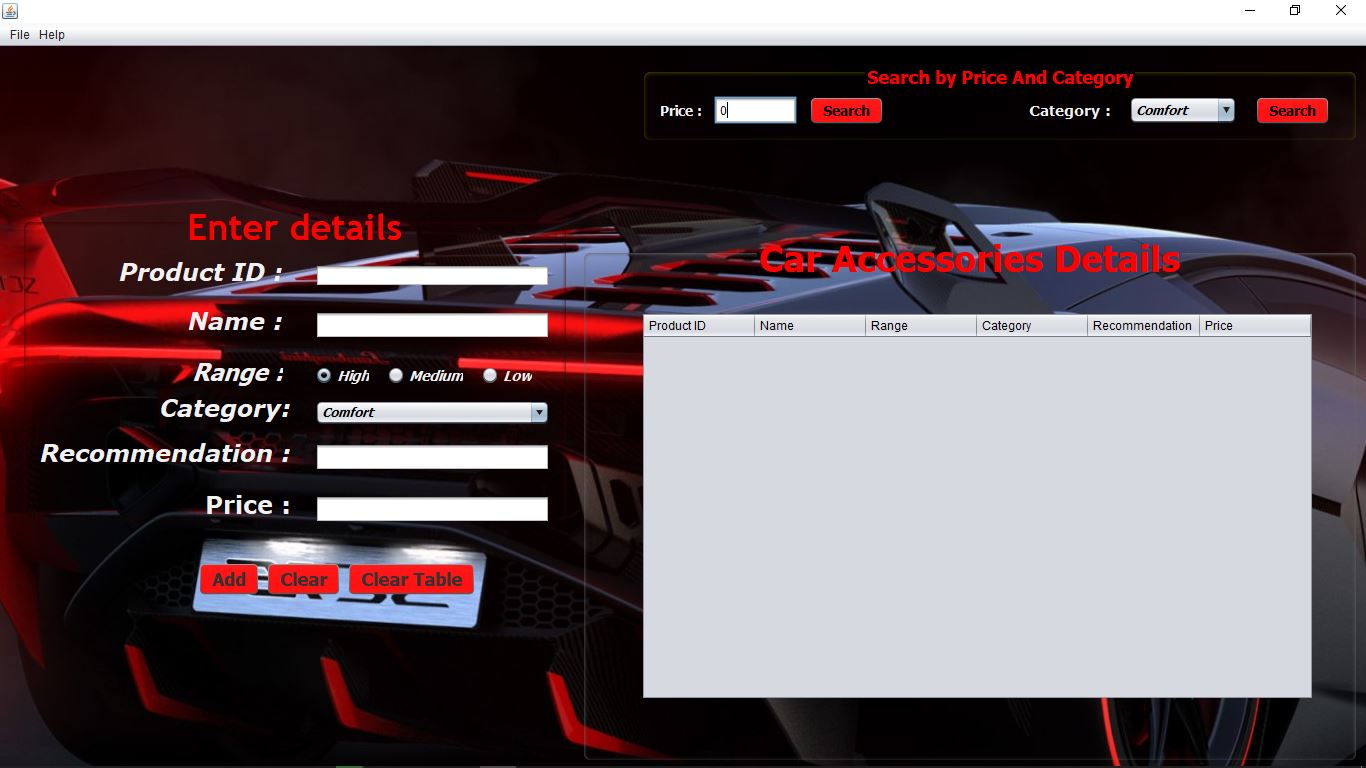 File Help
Search by Price And Category
Price : 0 Search Category : Comfort Search
Enter details
Car Accessories Details
Product ID :
Name :
Product ID Name Range Category Recommendation Price
Range : High Medium Low
Category: Comfort
Recommendation :
Price :
Add Clear Clear Table